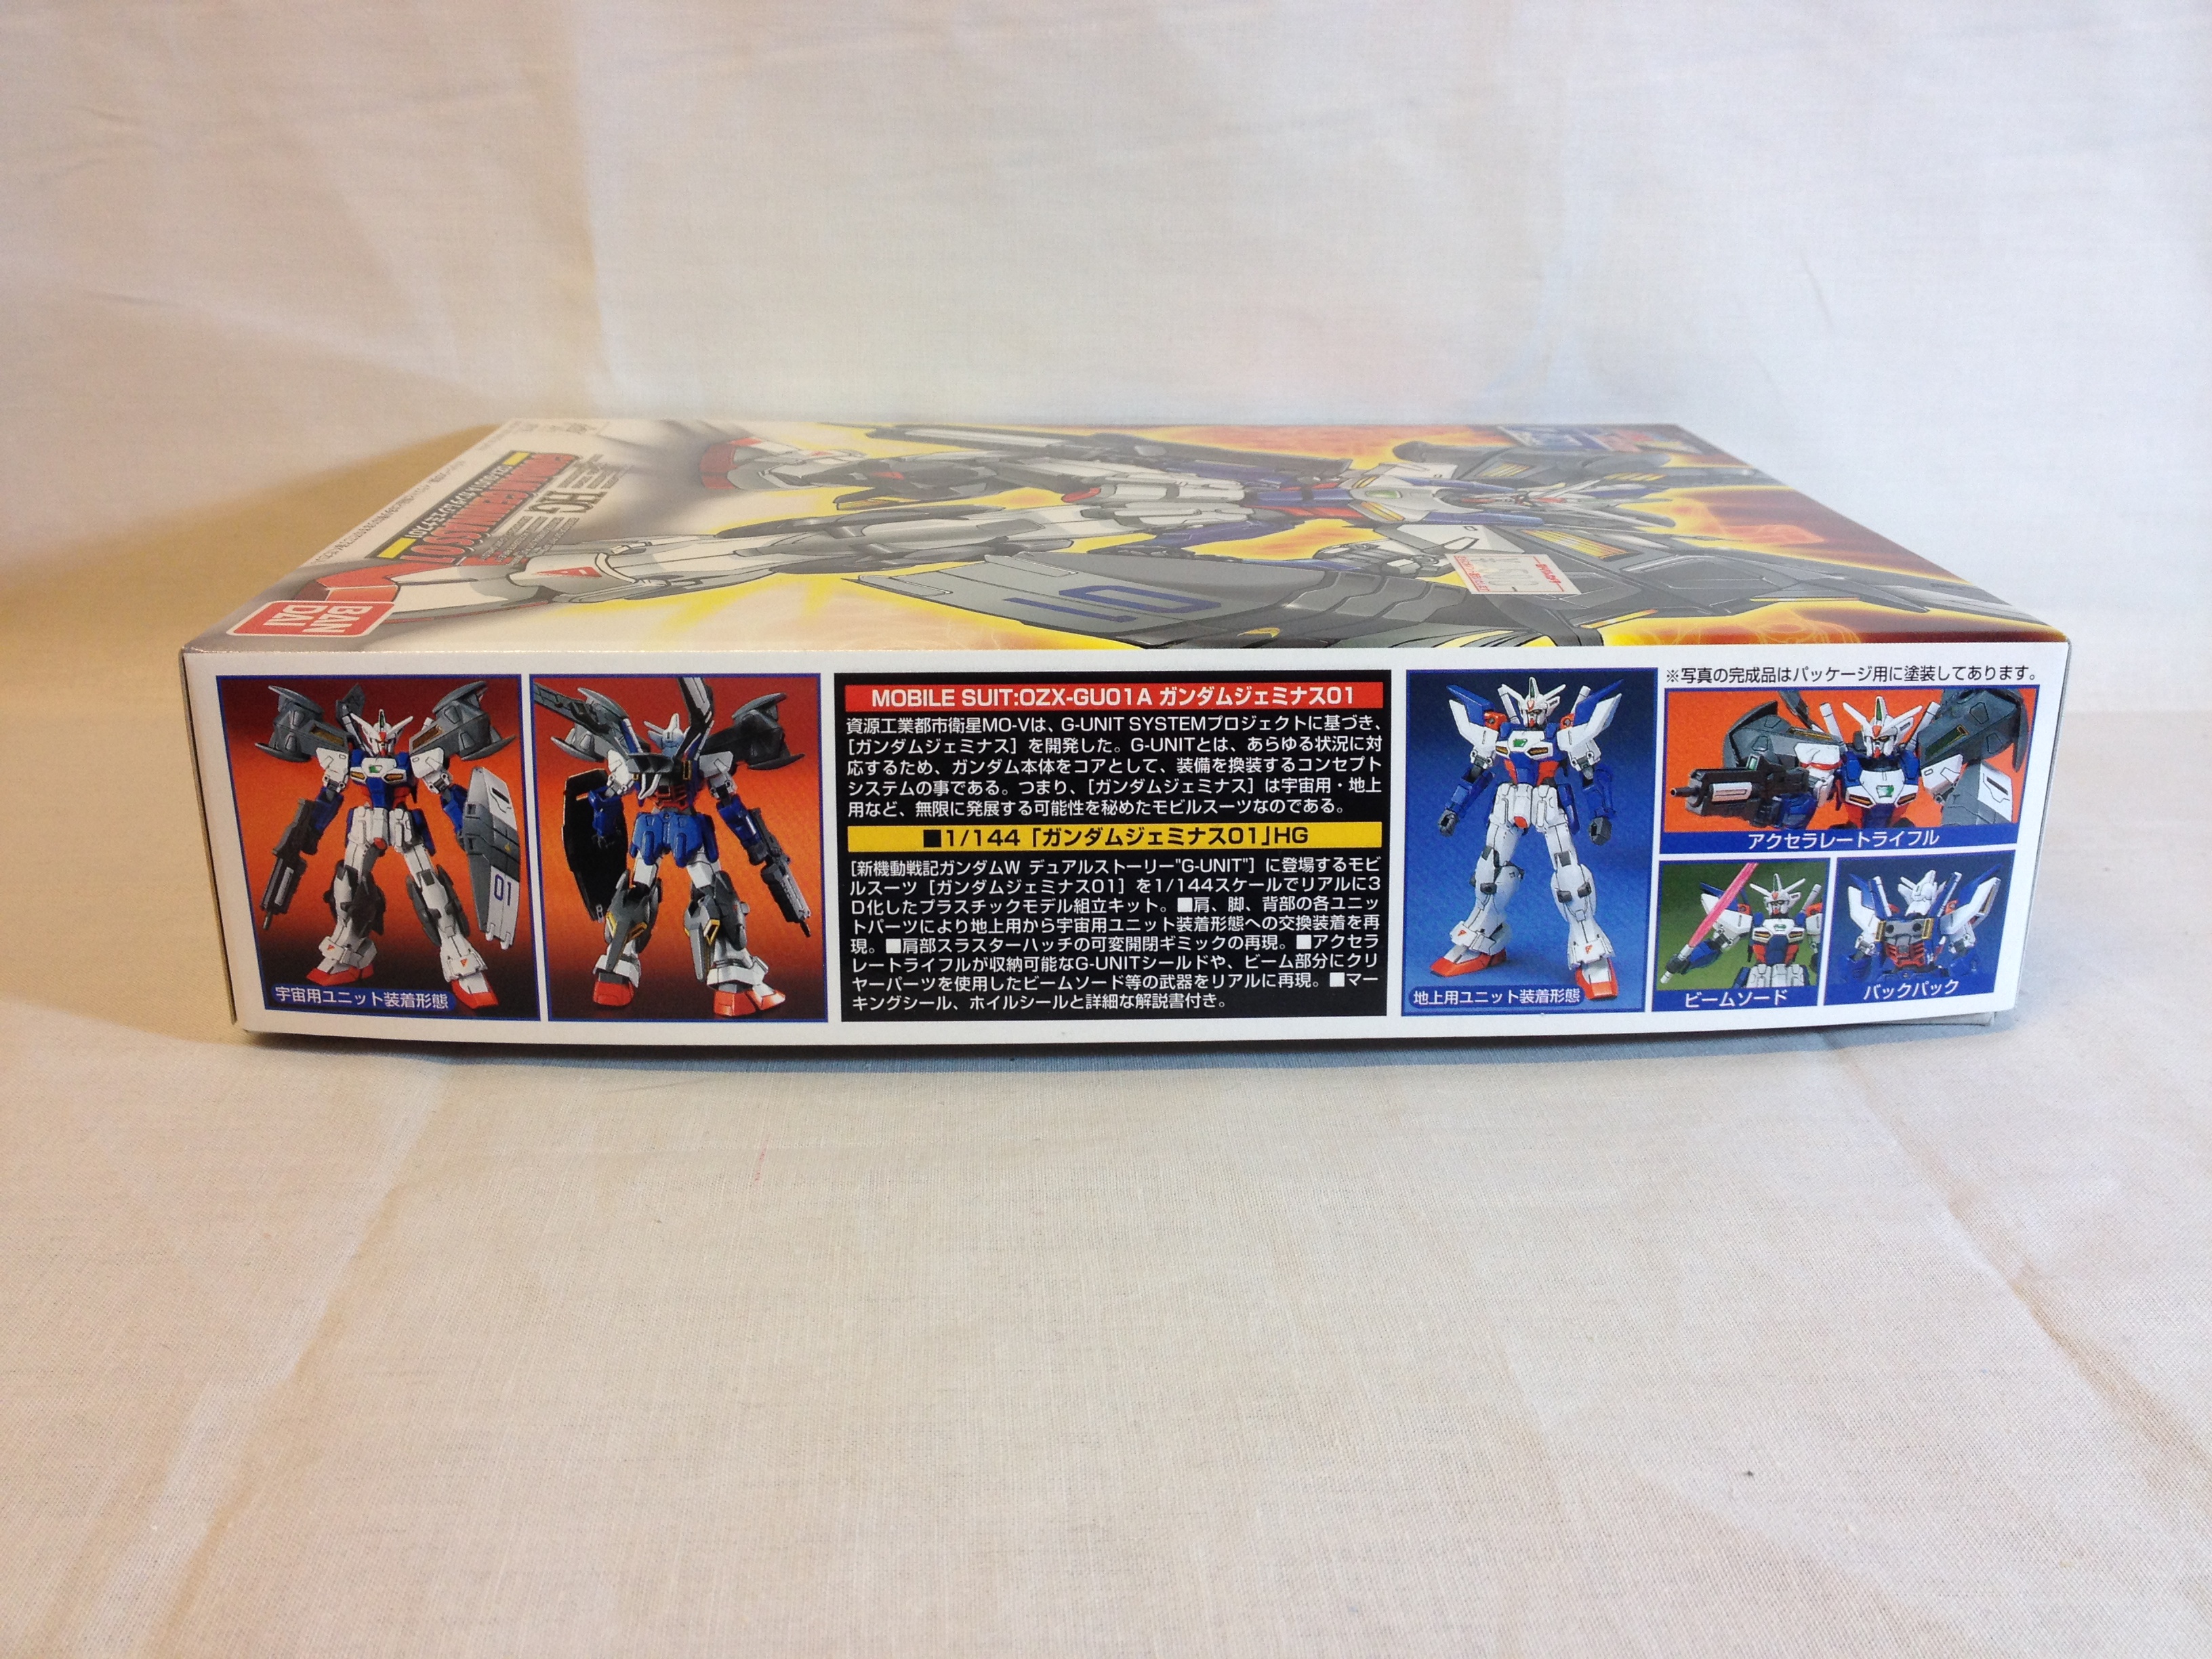 BAN
DAI
HG
01
MOBILE SUIT:OZX-GU01A ガンダムジェミナス01
資源工業都市衛星MO-Vは、G-UNIT SYSTEMプロジェクトに基づき、
[ガンダムジェミナス] を開発した。G-UNITとは、あらゆる状況に対
応するため、ガンダム本体をコアとして、装備を換装するコンセプト
システムの事である。つまり、[ガンダムジェミナス] は宇宙用・地上
用など、無限に発展する可能性を秘めたモビルスーツなのである。
■1/144「ガンダムジェミナス01」HG
[新機動戦記ガンダムW デュアルストーリー"G-UNIT"] に登場するモビ
ルスーツ [ガンダムジェミナス01] を1/144スケールでリアルに3
D化したプラスチックモデル組立キット。■肩、脚、背部の各ユニッ
トパーツにより地上用から宇宙用ユニット装着形態への交換装着を再
現。■肩部スラスターハッチの可変開閉ギミックの再現。■アクセラ
レートライフルが収納可能なG-UNITシールドや、ビーム部分にクリ
ヤーパーツを使用したビームソード等の武器をリアルに再現。■マー
キングシール、ホイルシールと詳細な解説書付き。
01
宇宙用ユニット装着形態
地上用ユニット装着形態
※写真の完成品はパッケージ用に塗装してあります。
アクセラレートライフル
ビームソード
バックパック